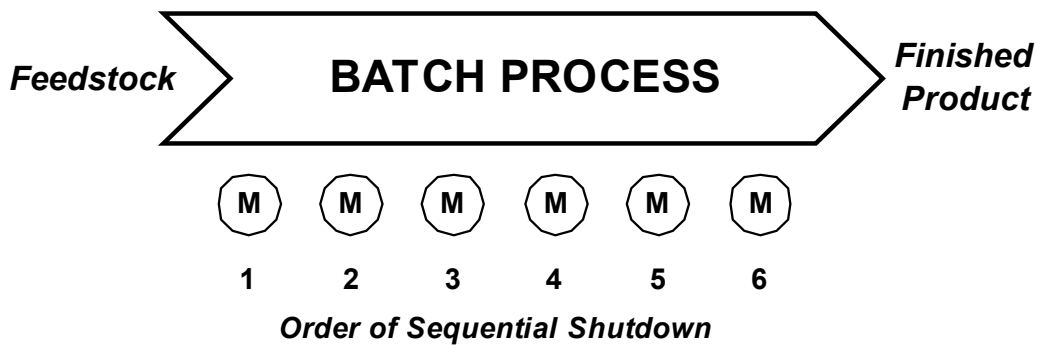 Feedstock
BATCH PROCESS
Finished
Product
M M M M M M
1 2 3 4 5 6
Order of Sequential Shutdown